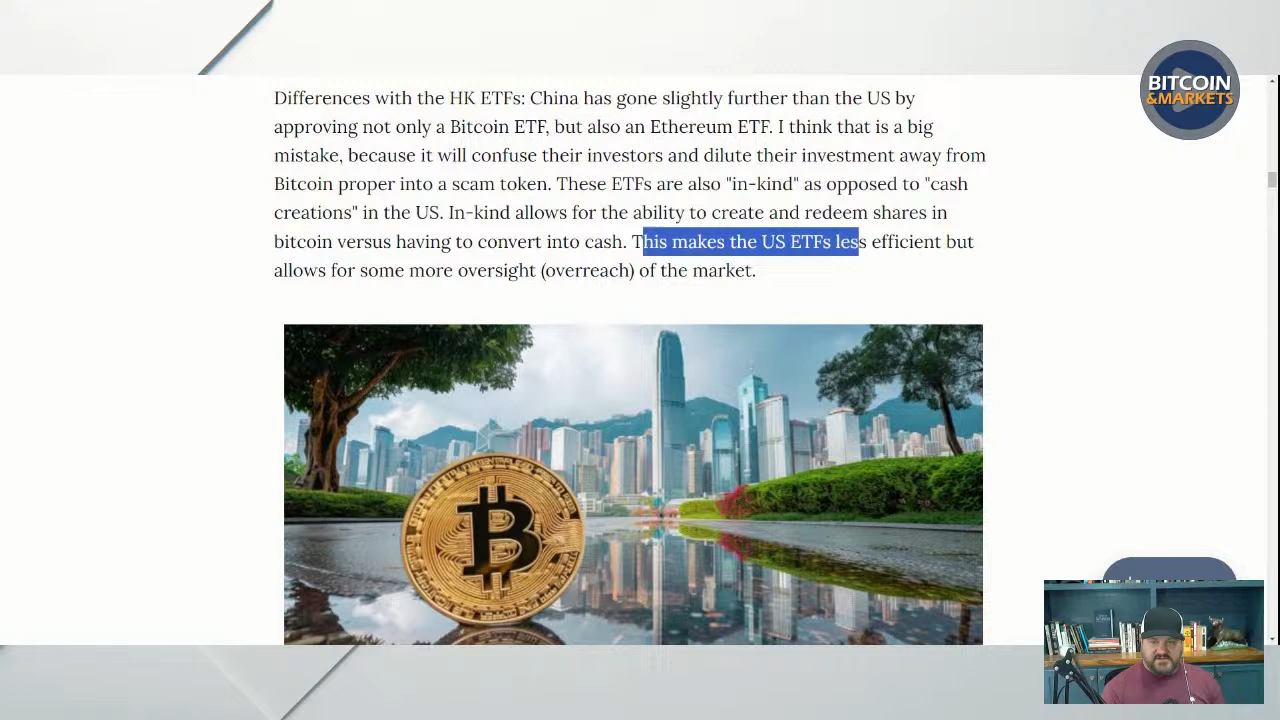 BITCOIN
&MARKETS
Differences with the HK ETFs: China has gone slightly further than the US by
approving not only a Bitcoin ETF, but also an Ethereum ETF. I think that is a big
mistake, because it will confuse their investors and dilute their investment away from
Bitcoin proper into a scam token. These ETFs are also "in-kind" as opposed to "cash
creations" in the US. In-kind allows for the ability to create and redeem shares in
bitcoin versus having to convert into cash. This makes the US ETFs less efficient but
allows for some more oversight (overreach) of the market.